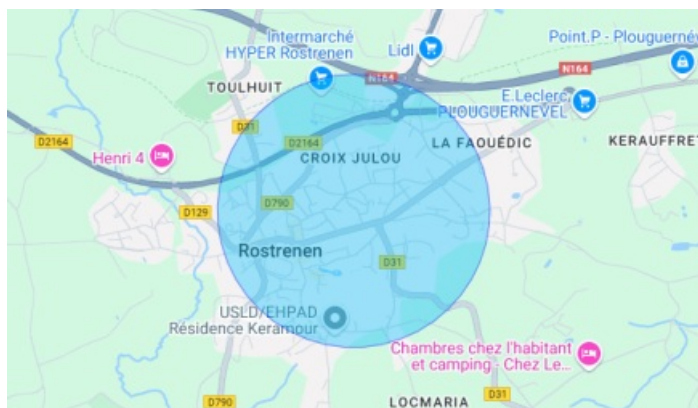 Intermarché
HYPER Rostrenen
Lidl
Point.P - Plouguerné
N164
N164
TOULHUIT
E.Leclerc
PLOUGUERNEVEL
D31
D2164
D2164
LA FAOUÉDIC
KERAUFFRET
Henri 4
CROIX JULOU
D790
D129
Rostrenen
D31
USLD/EHPAD
Résidence Keramour
Chambres chez l'habitant
et camping - Chez Le...
D790
D31
LOCMARIA